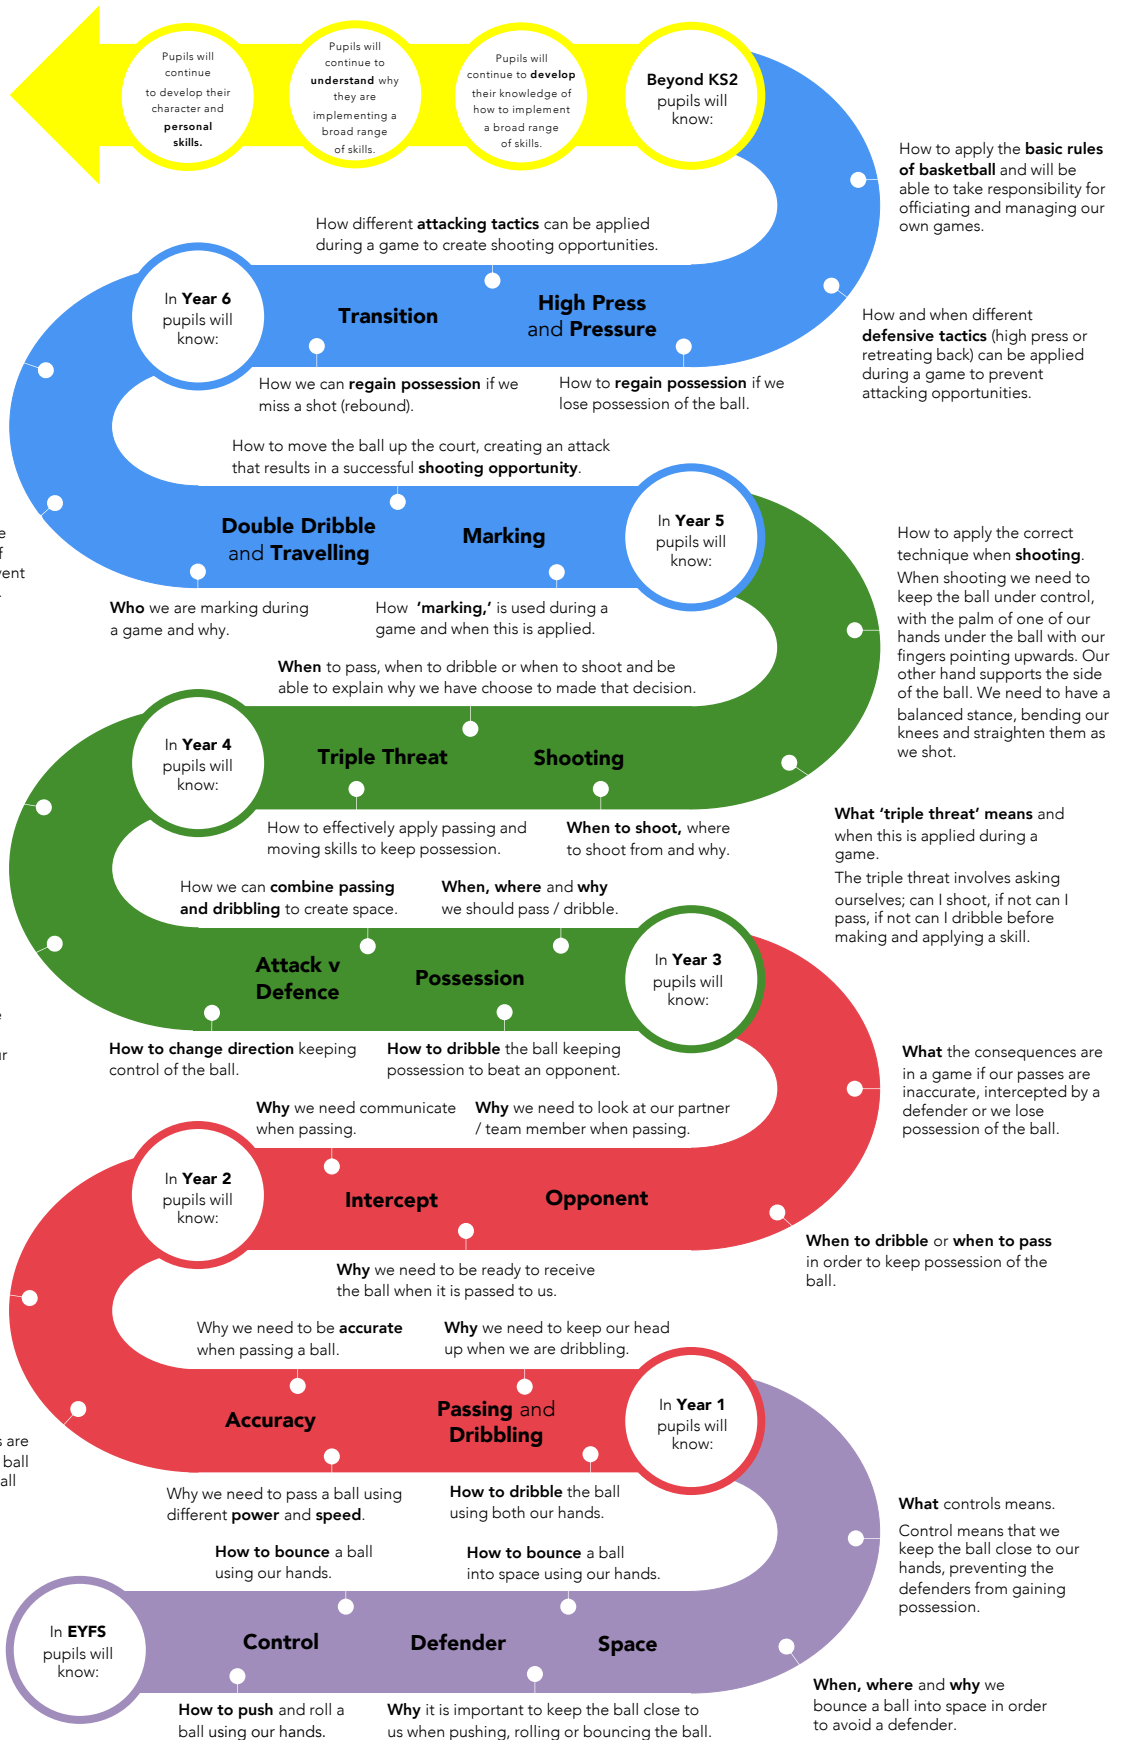 Pupils will
continue
to develop their
character and
personal
skills.
Pupils will
continue to
understand why
they are
implementing a
broad range
of skills.
Pupils will
continue to develop
their knowledge of
how to implement
a broad range
of skills.
Beyond KS2
pupils will
know:
How to apply the basic rules
of basketball and will be
able to take responsibility for
officiating and managing our
own games.
How different attacking tactics can be applied
during a game to create shooting opportunities.
In Year 6
pupils will
know:
Transition
High Press
and Pressure
How and when different
defensive tactics (high press or
retreating back) can be applied
during a game to prevent
attacking opportunities.
How we can regain possession if we
miss a shot (rebound).
How to regain possession if we
lose possession of the ball.
How to move the ball up the court, creating an attack
that results in a successful shooting opportunity.
Double Dribble
and Travelling
Marking
In Year 5
pupils will
know:
How to apply the correct
technique when shooting.
When shooting we need to
keep the ball under control,
with the palm of one of our
hands under the ball with our
fingers pointing upwards. Our
other hand supports the side
of the ball. We need to have a
balanced stance, bending our
knees and straighten them as
we shot.
Who we are marking during
a game and why.
How ‘marking,’ is used during a
game and when this is applied.
When to pass, when to dribble or when to shoot and be
able to explain why we have choose to made that decision.
In Year 4
pupils will
know:
Triple Threat
Shooting
What ‘triple threat’ means and
when this is applied during a
game.
The triple threat involves asking
ourselves; can I shoot, if not can I
pass, if not can I dribble before
making and applying a skill.
How to effectively apply passing and
moving skills to keep possession.
When to shoot, where
to shoot from and why.
How we can combine passing
and dribbling to create space.
When, where and why
we should pass / dribble.
Attack v
Defence
Possession
In Year 3
pupils will
know:
How to change direction keeping
control of the ball.
How to dribble the ball keeping
possession to beat an opponent.
What the consequences are
in a game if our passes are
inaccurate, intercepted by a
defender or we lose
possession of the ball.
Why we need communicate
when passing.
Why we need to look at our partner
/ team member when passing.
In Year 2
pupils will
know:
Intercept
Opponent
When to dribble or when to pass
in order to keep possession of the
ball.
Why we need to be ready to receive
the ball when it is passed to us.
Why we need to be accurate
when passing a ball.
Why we need to keep our head
up when we are dribbling.
Accuracy
Passing and
Dribbling
In Year 1
pupils will
know:
are
ball
Why we need to pass a ball using
different power and speed.
How to dribble the ball
using both our hands.
What controls means.
Control means that we
keep the ball close to our
hands, preventing the
defenders from gaining
possession.
How to bounce a ball
using our hands.
How to bounce a ball
into space using our hands.
In EYFS
pupils will
know:
Control
Defender
Space
When, where and why we
bounce a ball into space in order
to avoid a defender.
How to push and roll a
ball using our hands.
Why it is important to keep the ball close to
us when pushing, rolling or bouncing the ball.